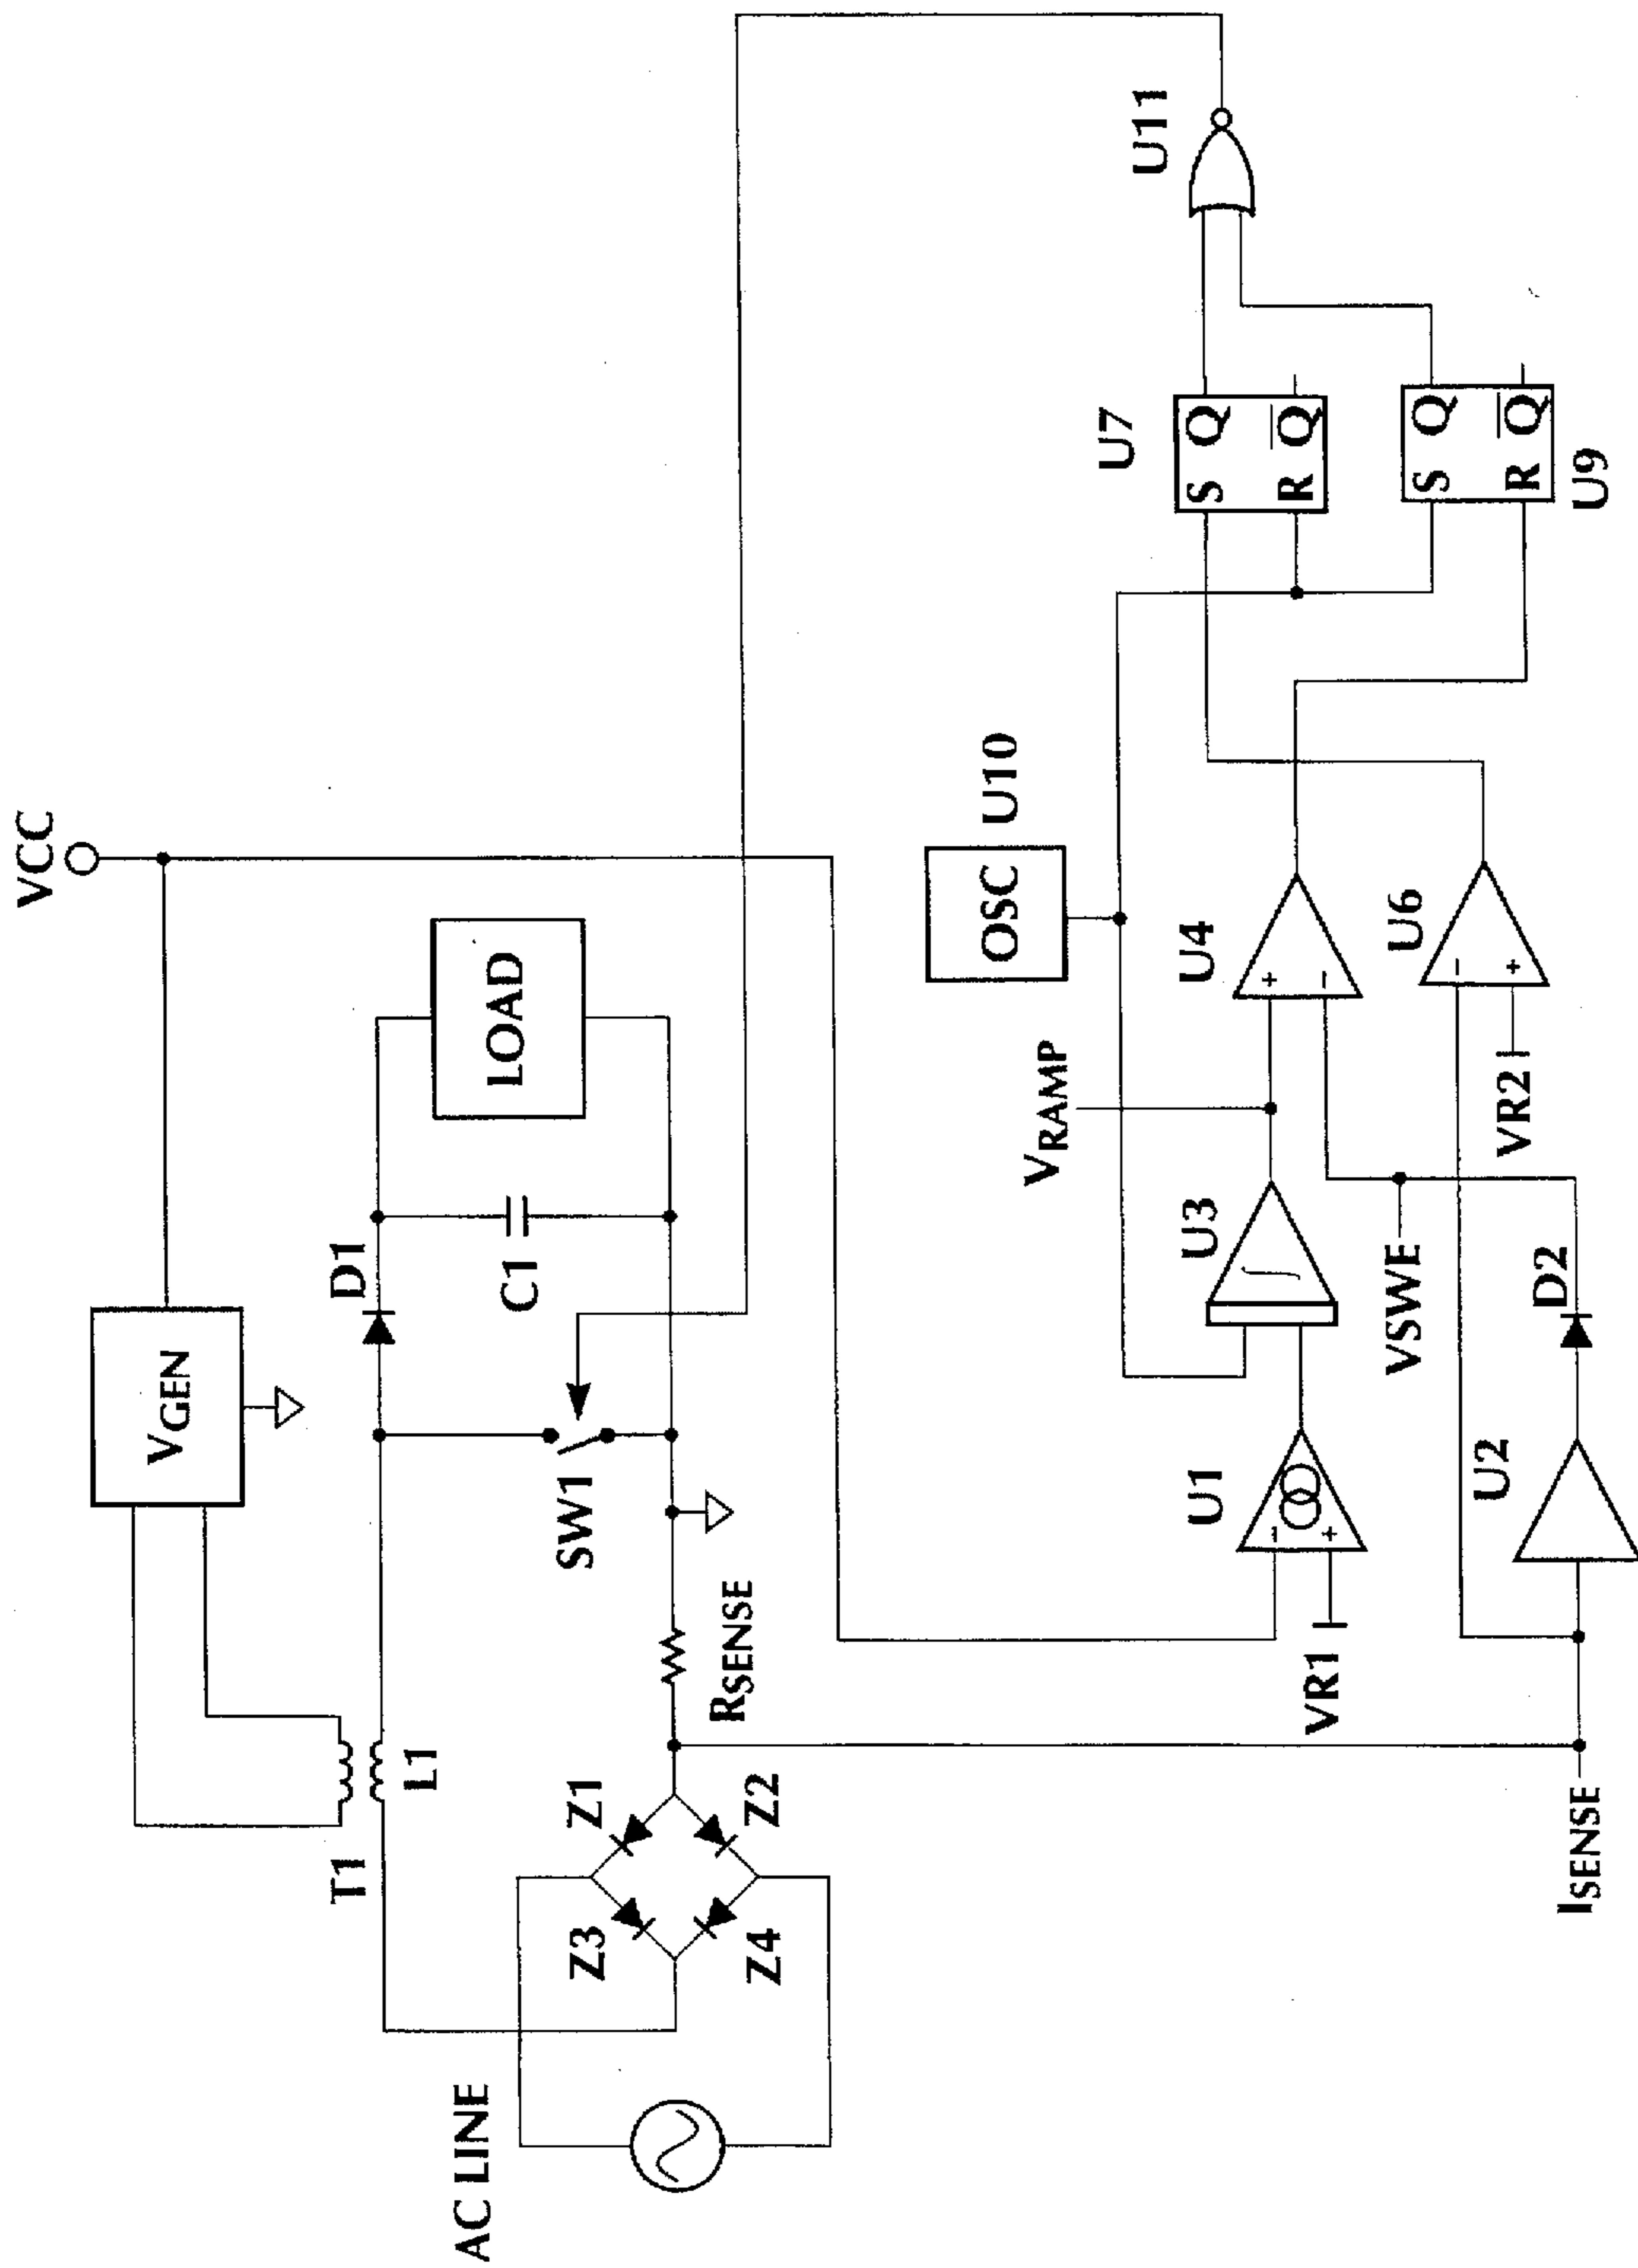 AC LINE
T1
L1
VGEN
VCC
D1
LOAD
C1
SW1
RSENSE
Z3
Z1
Z4
Z2
OSC
U10
VRAMP
U1
-
+
VR1
U3
∫
U4
+
-
U7
S Q
R Q̅
U11
VSWE
U6
-
+
VR2
S Q
R Q̅
U9
U2
D2
ISENSE